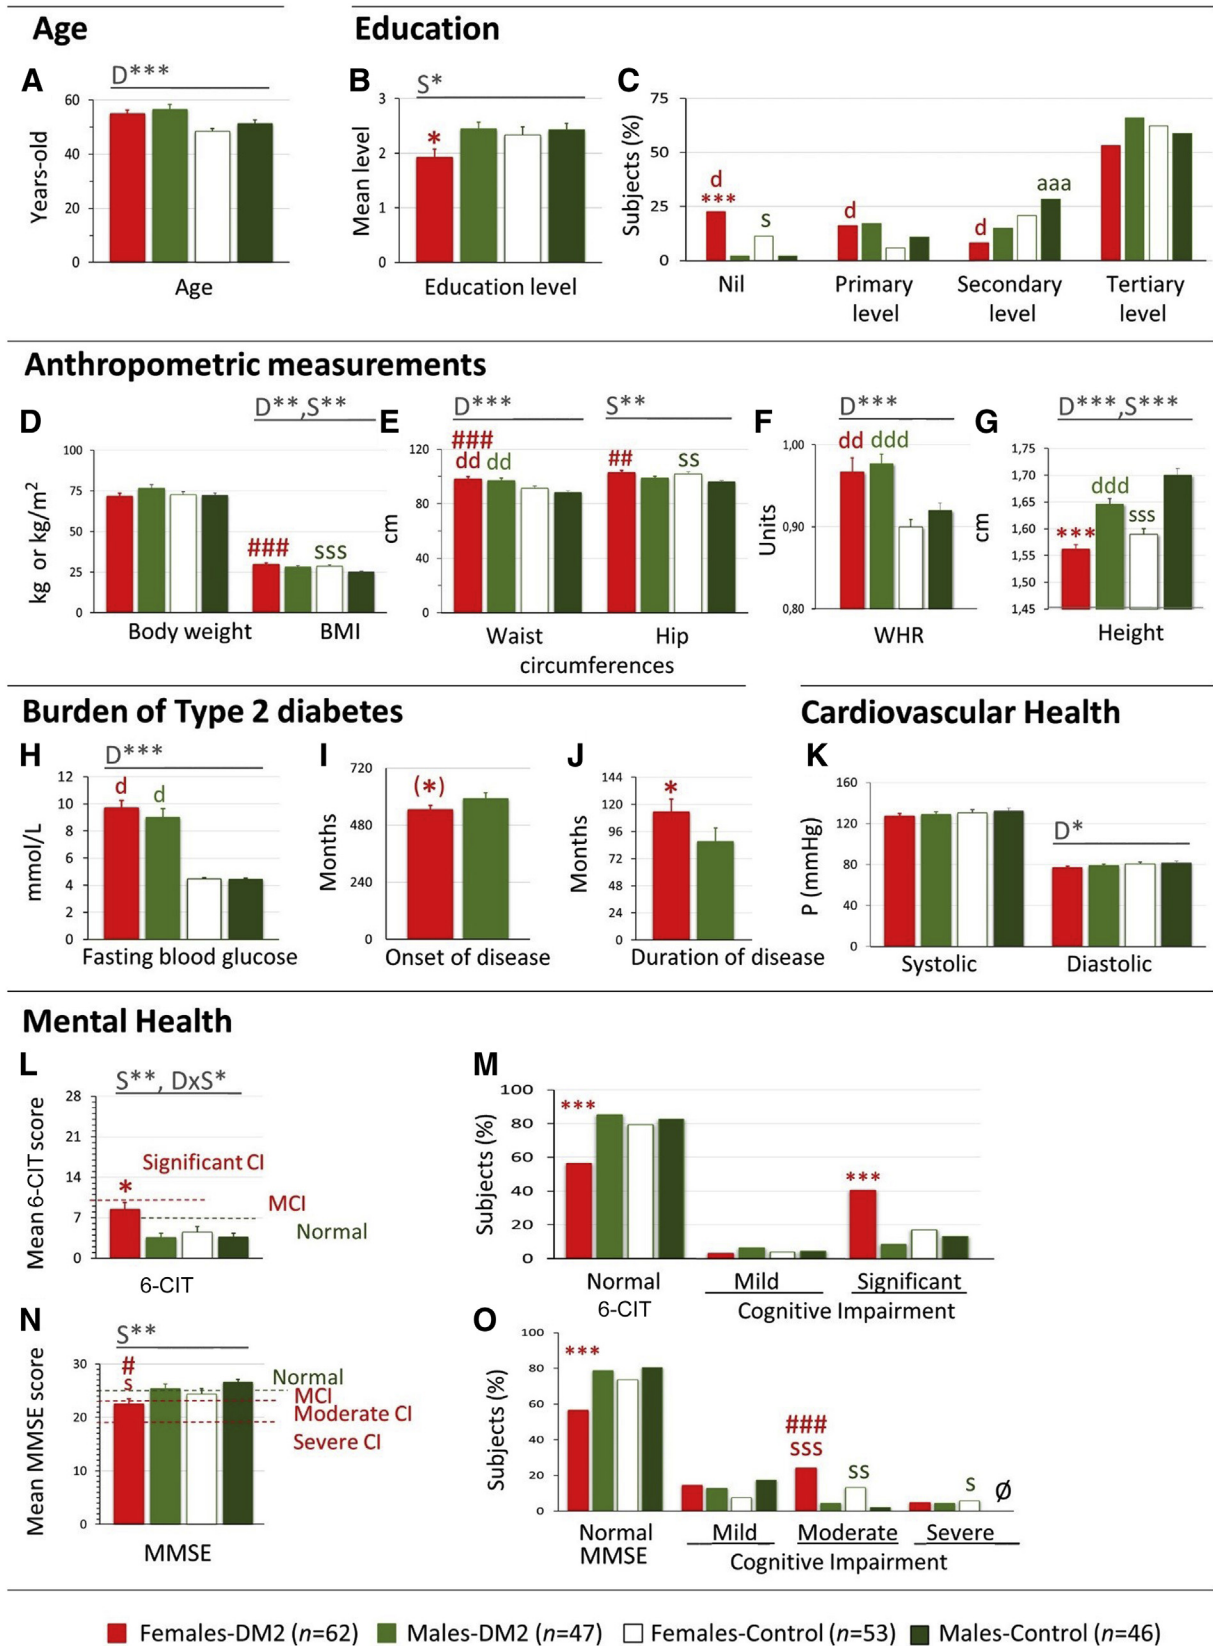 Age
Education
A
D***
60
40
20
0
Years-old
Age
B
S*
3
2
1
0
Mean level
*
Education level
C
75
50
25
0
Subjects (%)
d
***
s
d
d
aaa
Nil
Primary level
Secondary level
Tertiary level
Anthropometric measurements
D
D**,S**
100
75
50
25
0
kg or kg/m2
###
sss
Body weight
BMI
E
D***
S**
120
80
40
0
cm
###
dd
dd
##
ss
Waist
Hip
circumferences
F
D***
1,00
0,90
0,80
Units
dd
ddd
WHR
G
D***,S***
1,75
1,70
1,65
1,60
1,55
1,50
1,45
cm
***
ddd
sss
Height
Burden of Type 2 diabetes
Cardiovascular Health
H
D***
12
10
8
6
4
2
0
mmol/L
d
d
Fasting blood glucose
I
720
480
240
0
Months
(*)
Onset of disease
J
144
120
96
72
48
24
0
Months
*
Duration of disease
K
160
120
80
40
0
P (mmHg)
D*
Systolic
Diastolic
Mental Health
L
S**, DxS*
28
21
14
7
0
Mean 6-CIT score
*
Significant CI
MCI
Normal
6-CIT
M
100
80
60
40
20
0
Subjects (%)
***
***
Normal
6-CIT
Mild
Significant
Cognitive Impairment
N
S**
30
20
10
0
Mean MMSE score
#
s
Normal
MCI
Moderate CI
Severe CI
MMSE
O
100
80
60
40
20
0
Subjects (%)
***
###
sss
ss
s
Ø
Normal
MMSE
Mild
Moderate
Severe
Cognitive Impairment
Females-DM2 (n=62)
Males-DM2 (n=47)
Females-Control (n=53)
Males-Control (n=46)